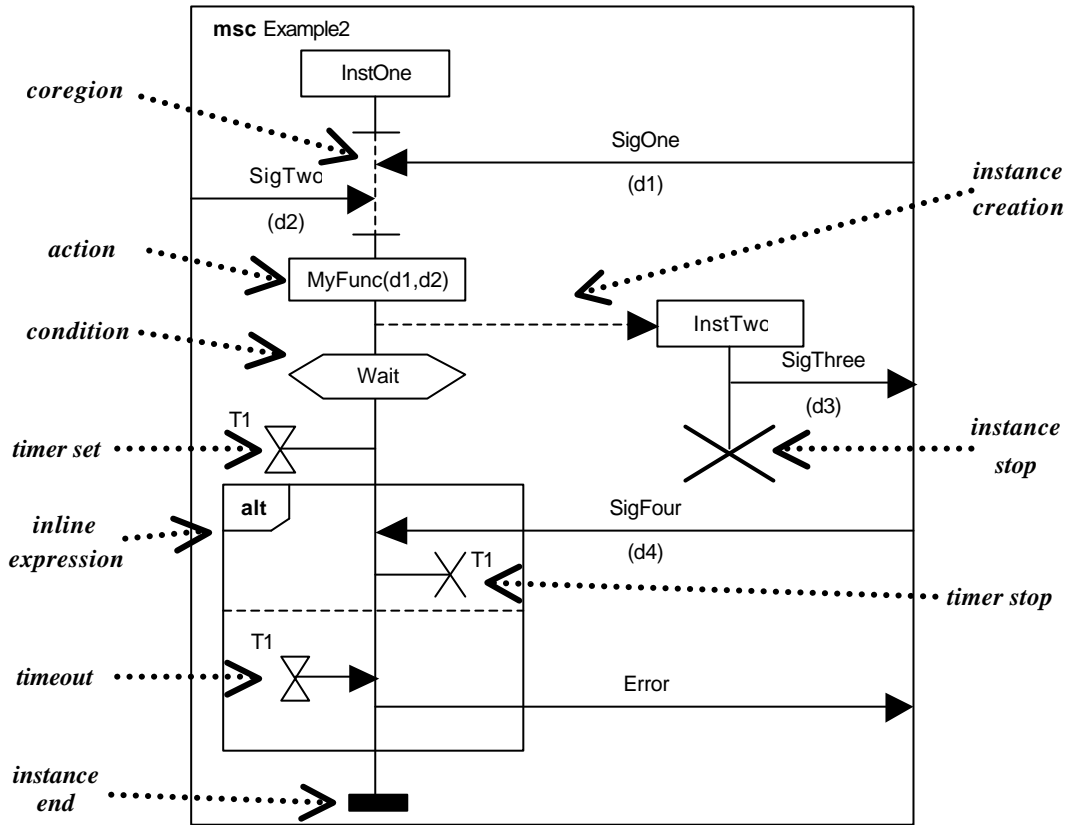 msc Example2
InstOne
coregion
SigOne
(d1)
SigTwo
(d2)
instance
creation
action
MyFunc(d1,d2)
InstTwo
condition
Wait
SigThree
(d3)
T1
timer set
instance
stop
alt
SigFour
(d4)
inline
expression
T1
timer stop
T1
timeout
Error
instance
end